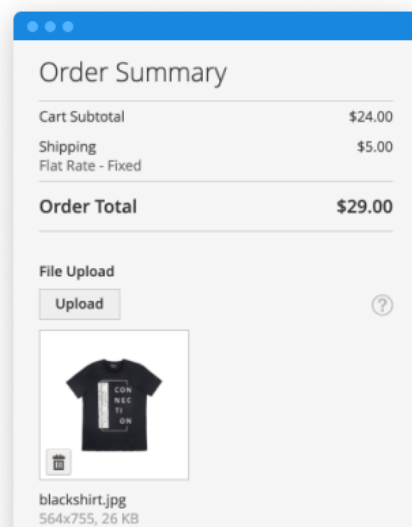 Order Summary
Cart Subtotal $24.00
Shipping $5.00
Flat Rate - Fixed
Order Total $29.00
File Upload
Upload
?
CON
NEC
TI
ON
blackshirt.jpg
564x755, 26 KB